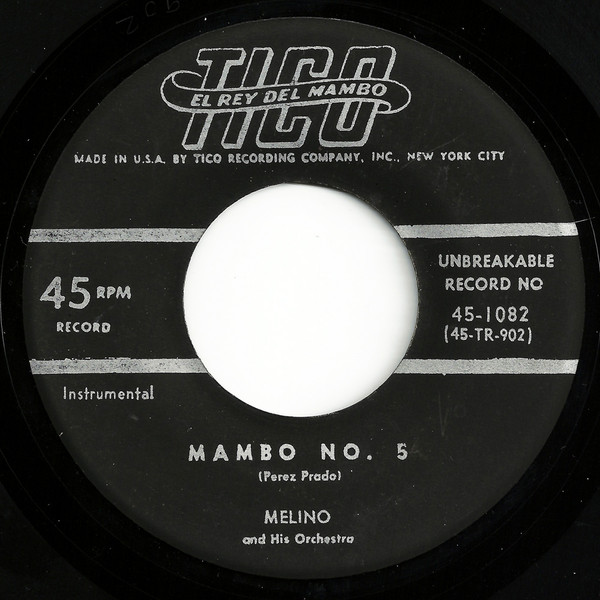 TICO
EL REY DEL MAMBO
MADE IN U.S.A. BY TICO RECORDING COMPANY, INC., NEW YORK CITY
45 RPM
RECORD
UNBREAKABLE
RECORD NO
45-1082
(45-TR-902)
Instrumental
MAMBO NO. 5
(Perez Prado)
MELINO
and His Orchestra